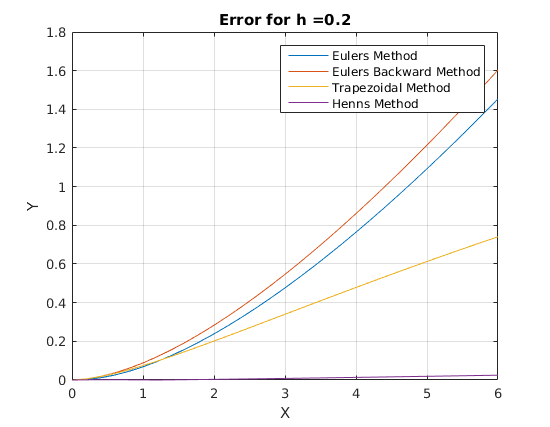 Error for h =0.2
Eulers Method
Eulers Backward Method
Trapezoidal Method
Henns Method
1.8
1.6
1.4
1.2
1
0.8
0.6
0.4
0.2
0
Y
0 1 2 3 4 5 6
X